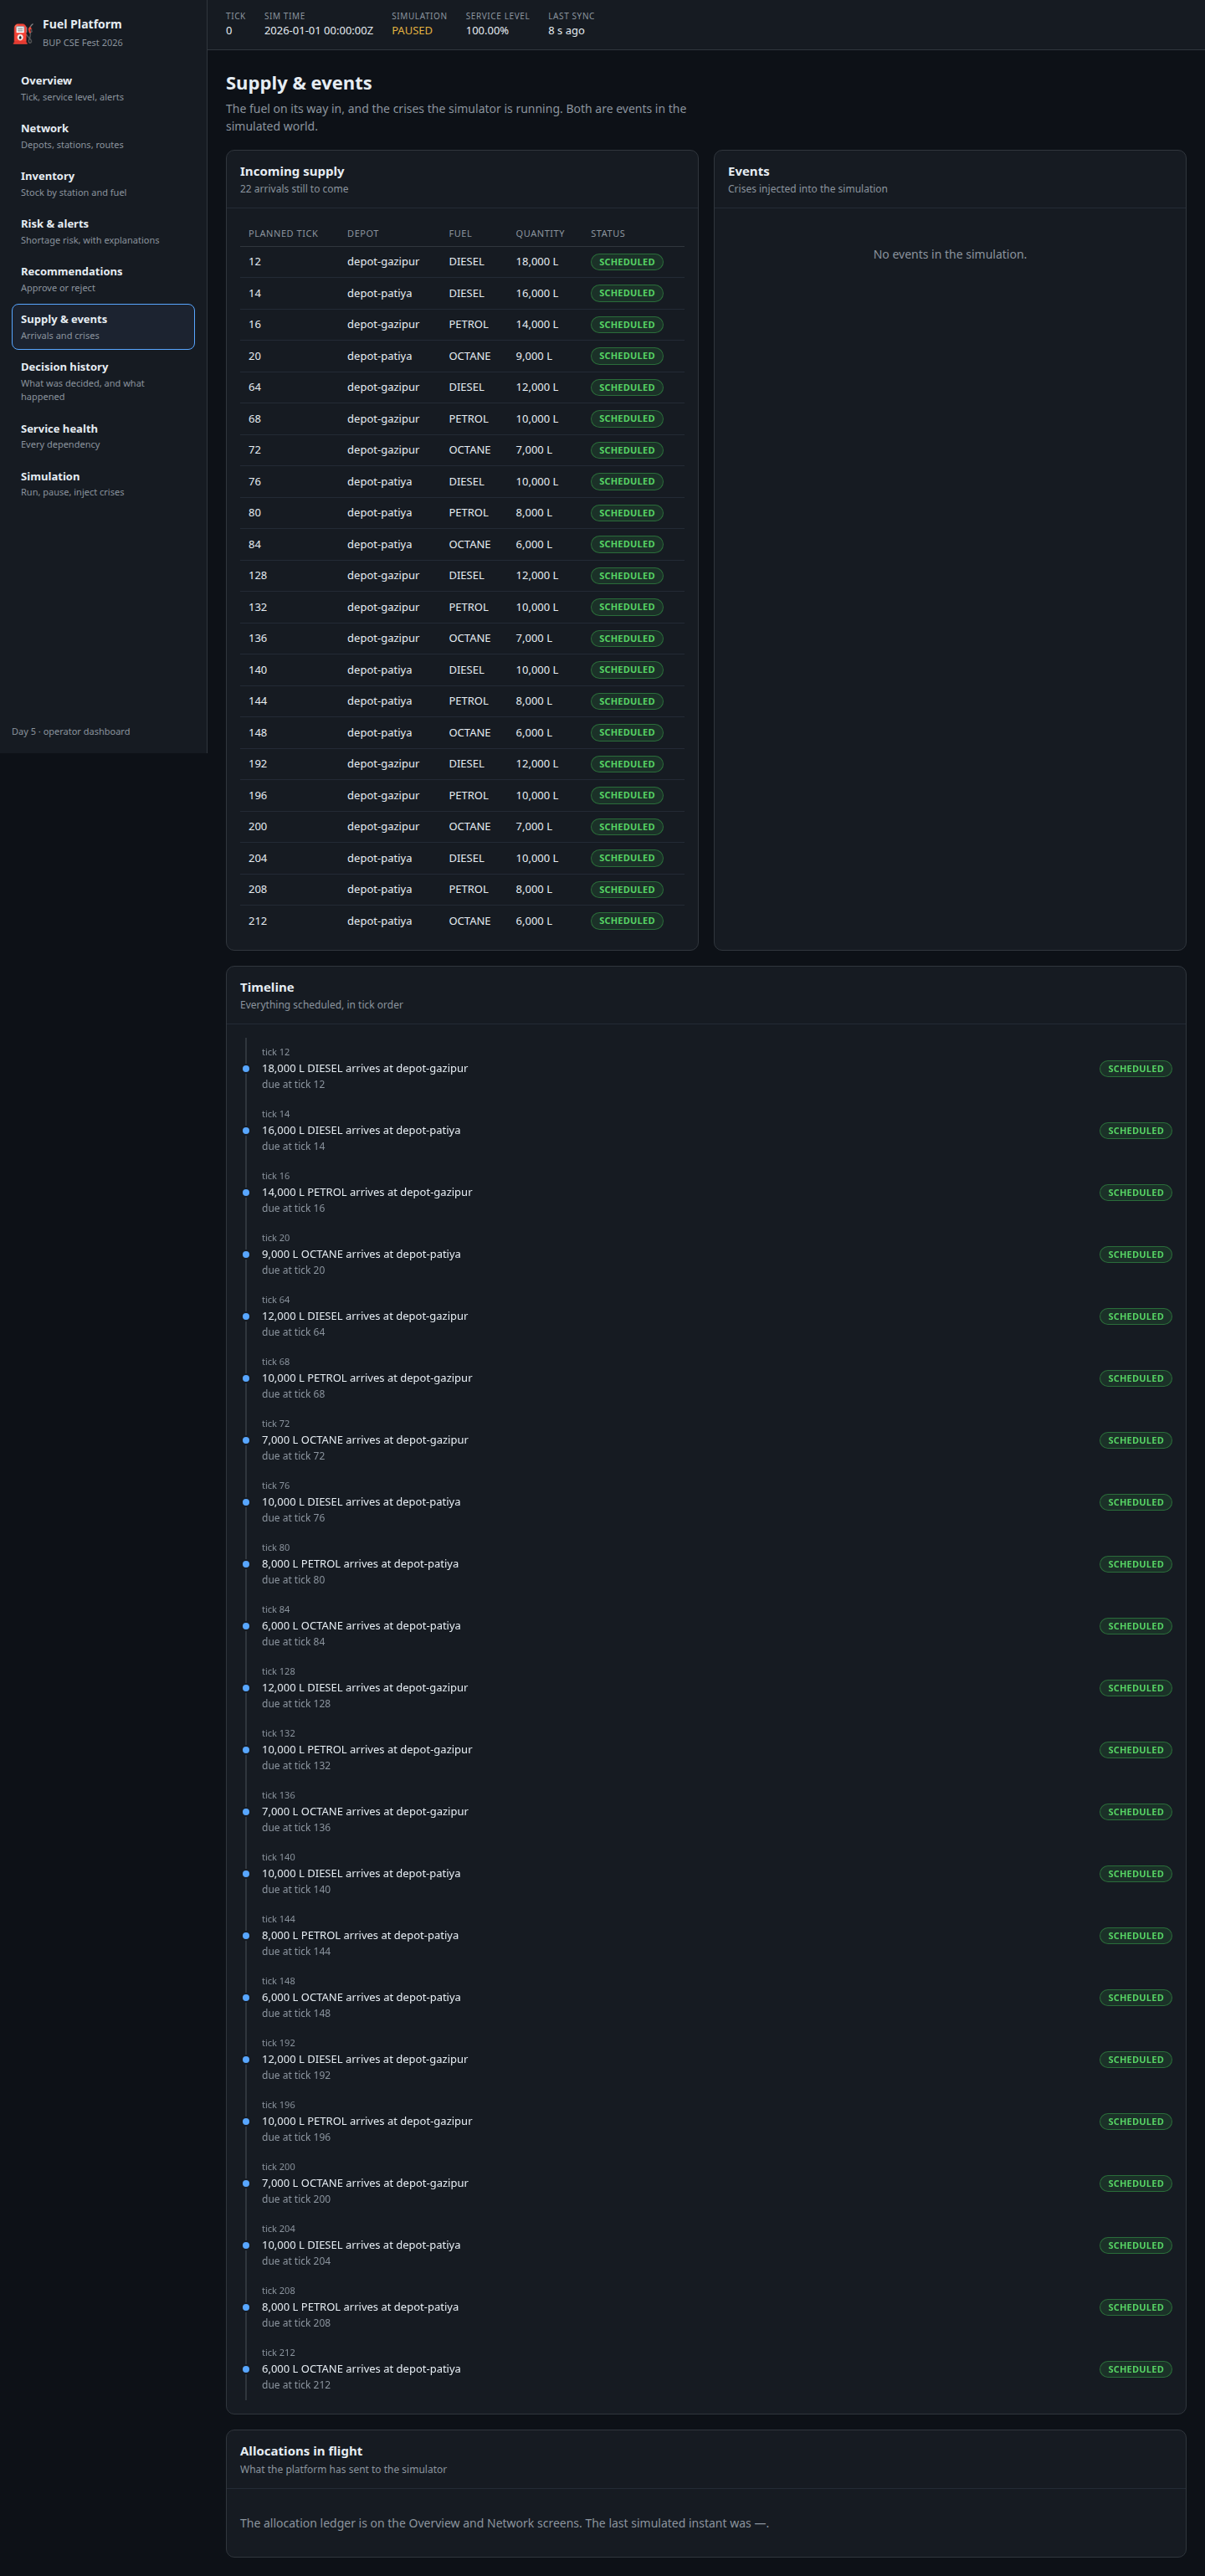 Fuel Platform
BUP CSE Fest 2026
Overview
Tick, service level, alerts
Network
Depots, stations, routes
Inventory
Stock by station and fuel
Risk & alerts
Shortage risk, with explanations
Recommendations
Approve or reject
Supply & events
Arrivals and crises
Decision history
What was decided, and what
happened
Service health
Every dependency
Simulation
Run, pause, inject crises
Day 5 · operator dashboard
TICK SIM TIME SIMULATION SERVICE LEVEL LAST SYNC
0 2026-01-01 00:00:00Z PAUSED 100.00% 8 s ago
Supply & events
The fuel on its way in, and the crises the simulator is running. Both are events in the
simulated world.
Incoming supply
22 arrivals still to come
PLANNED TICK DEPOT FUEL QUANTITY STATUS
12 depot-gazipur DIESEL 18,000 L SCHEDULED
14 depot-patiya DIESEL 16,000 L SCHEDULED
16 depot-gazipur PETROL 14,000 L SCHEDULED
20 depot-patiya OCTANE 9,000 L SCHEDULED
64 depot-gazipur DIESEL 12,000 L SCHEDULED
68 depot-gazipur PETROL 10,000 L SCHEDULED
72 depot-gazipur OCTANE 7,000 L SCHEDULED
76 depot-patiya DIESEL 10,000 L SCHEDULED
80 depot-patiya PETROL 8,000 L SCHEDULED
84 depot-patiya OCTANE 6,000 L SCHEDULED
128 depot-gazipur DIESEL 12,000 L SCHEDULED
132 depot-gazipur PETROL 10,000 L SCHEDULED
136 depot-gazipur OCTANE 7,000 L SCHEDULED
140 depot-patiya DIESEL 10,000 L SCHEDULED
144 depot-patiya PETROL 8,000 L SCHEDULED
148 depot-patiya OCTANE 6,000 L SCHEDULED
192 depot-gazipur DIESEL 12,000 L SCHEDULED
196 depot-gazipur PETROL 10,000 L SCHEDULED
200 depot-gazipur OCTANE 7,000 L SCHEDULED
204 depot-patiya DIESEL 10,000 L SCHEDULED
208 depot-patiya PETROL 8,000 L SCHEDULED
212 depot-patiya OCTANE 6,000 L SCHEDULED
Events
Crises injected into the simulation
No events in the simulation.
Timeline
Everything scheduled, in tick order
tick 12
18,000 L DIESEL arrives at depot-gazipur SCHEDULED
due at tick 12
tick 14
16,000 L DIESEL arrives at depot-patiya SCHEDULED
due at tick 14
tick 16
14,000 L PETROL arrives at depot-gazipur SCHEDULED
due at tick 16
tick 20
9,000 L OCTANE arrives at depot-patiya SCHEDULED
due at tick 20
tick 64
12,000 L DIESEL arrives at depot-gazipur SCHEDULED
due at tick 64
tick 68
10,000 L PETROL arrives at depot-gazipur SCHEDULED
due at tick 68
tick 72
7,000 L OCTANE arrives at depot-gazipur SCHEDULED
due at tick 72
tick 76
10,000 L DIESEL arrives at depot-patiya SCHEDULED
due at tick 76
tick 80
8,000 L PETROL arrives at depot-patiya SCHEDULED
due at tick 80
tick 84
6,000 L OCTANE arrives at depot-patiya SCHEDULED
due at tick 84
tick 128
12,000 L DIESEL arrives at depot-gazipur SCHEDULED
due at tick 128
tick 132
10,000 L PETROL arrives at depot-gazipur SCHEDULED
due at tick 132
tick 136
7,000 L OCTANE arrives at depot-gazipur SCHEDULED
due at tick 136
tick 140
10,000 L DIESEL arrives at depot-patiya SCHEDULED
due at tick 140
tick 144
8,000 L PETROL arrives at depot-patiya SCHEDULED
due at tick 144
tick 148
6,000 L OCTANE arrives at depot-patiya SCHEDULED
due at tick 148
tick 192
12,000 L DIESEL arrives at depot-gazipur SCHEDULED
due at tick 192
tick 196
10,000 L PETROL arrives at depot-gazipur SCHEDULED
due at tick 196
tick 200
7,000 L OCTANE arrives at depot-gazipur SCHEDULED
due at tick 200
tick 204
10,000 L DIESEL arrives at depot-patiya SCHEDULED
due at tick 204
tick 208
8,000 L PETROL arrives at depot-patiya SCHEDULED
due at tick 208
tick 212
6,000 L OCTANE arrives at depot-patiya SCHEDULED
due at tick 212
Allocations in flight
What the platform has sent to the simulator
The allocation ledger is on the Overview and Network screens. The last simulated instant was —.